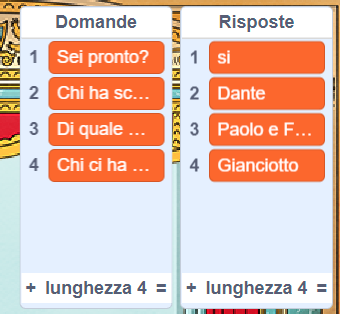 Domande
1 Sei pronto?
2 Chi ha sc...
3 Di quale ...
4 Chi ci ha ...
+ lunghezza 4 =
Risposte
1 si
2 Dante
3 Paolo e F...
4 Gianciotto
+ lunghezza 4 =